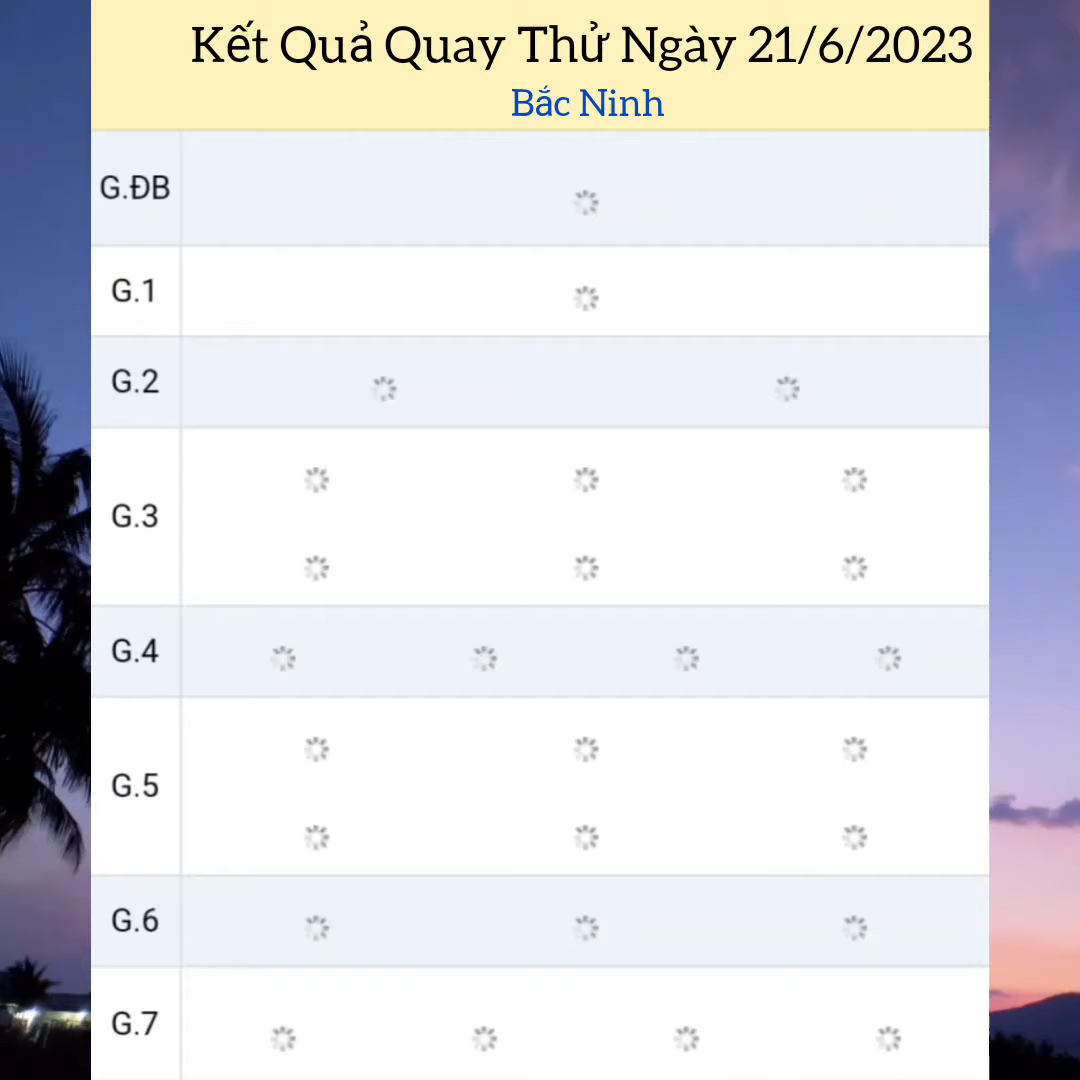 Kết Quả Quay Thử Ngày 21/6/2023
Bắc Ninh
G.ĐB
G.1
G.2
G.3
G.4
G.5
G.6
G.7